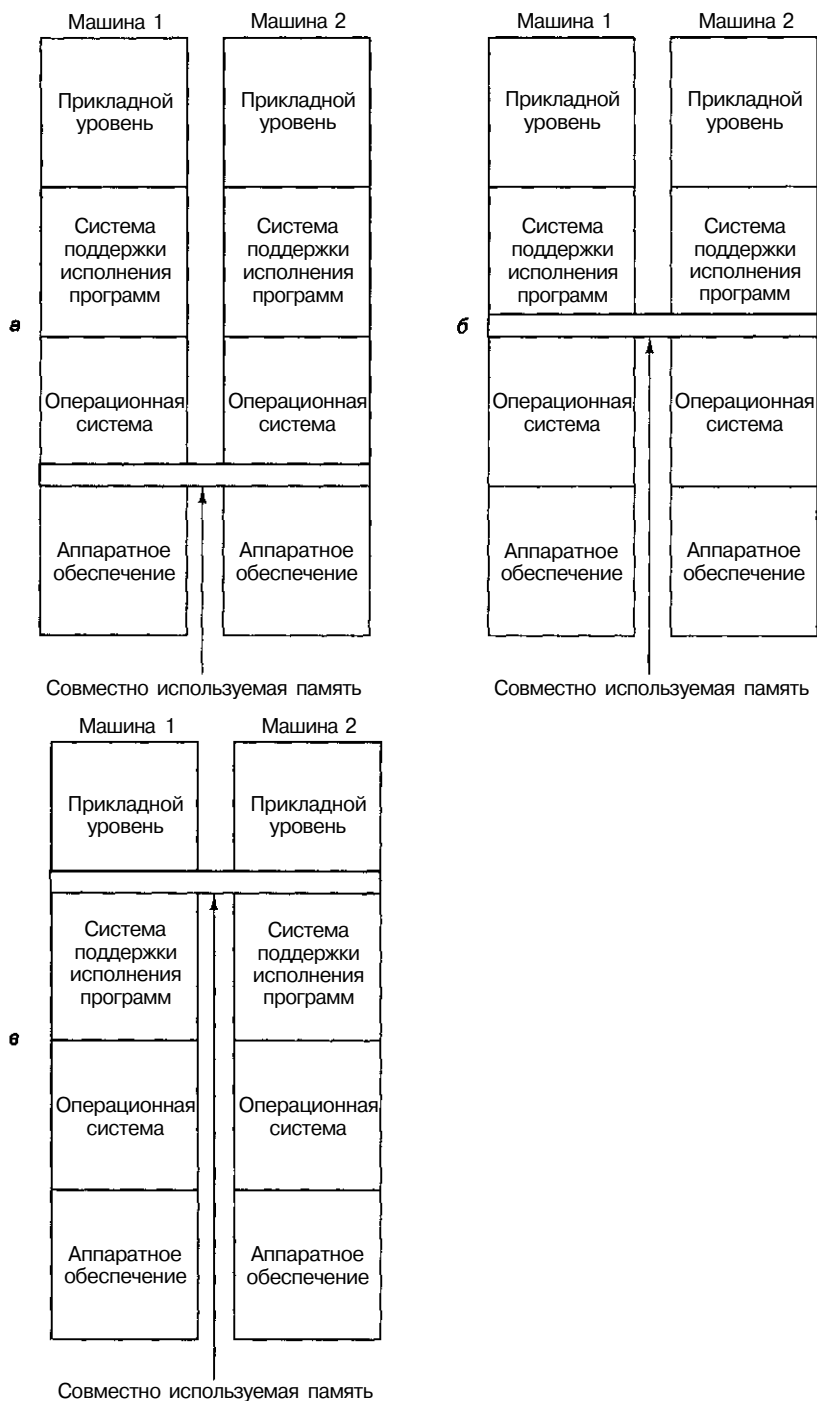 Машина 1
Машина 2
Прикладной
уровень
Прикладной
уровень
Система
поддержки
исполнения
программ
Система
поддержки
исполнения
программ
а
Операционная
система
Операционная
система
Аппаратное
обеспечение
Аппаратное
обеспечение
Совместно используемая память
Машина 1
Машина 2
Прикладной
уровень
Прикладной
уровень
Система
поддержки
исполнения
программ
Система
поддержки
исполнения
программ
б
Операционная
система
Операционная
система
Аппаратное
обеспечение
Аппаратное
обеспечение
Совместно используемая память
Машина 1
Машина 2
Прикладной
уровень
Прикладной
уровень
Система
поддержки
исполнения
программ
Система
поддержки
исполнения
программ
в
Операционная
система
Операционная
система
Аппаратное
обеспечение
Аппаратное
обеспечение
Совместно используемая память